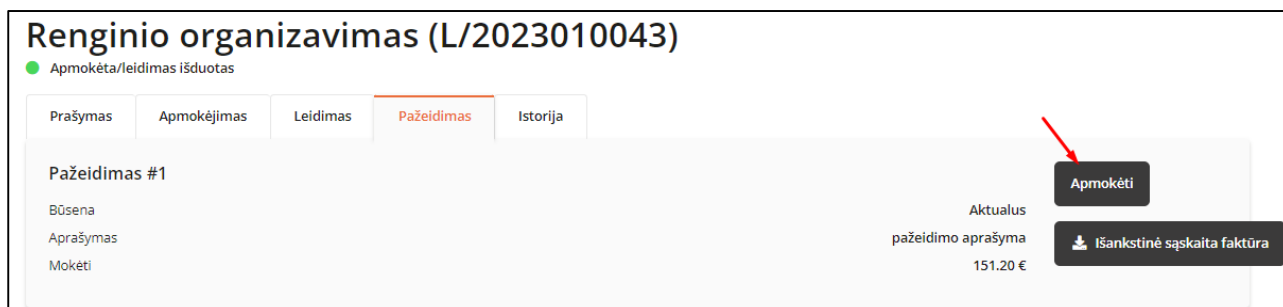 Renginio organizavimas (L/2023010043)
Apmokėta/leidimas išduotas
Prašymas Apmokėjimas Leidimas Pažeidimas Istorija
Pažeidimas #1
Apmokėti
Būsena Aktualus
Aprašymas pažeidimo aprašyma
Išankstinė sąskaita faktūra
Mokėti 151.20 €